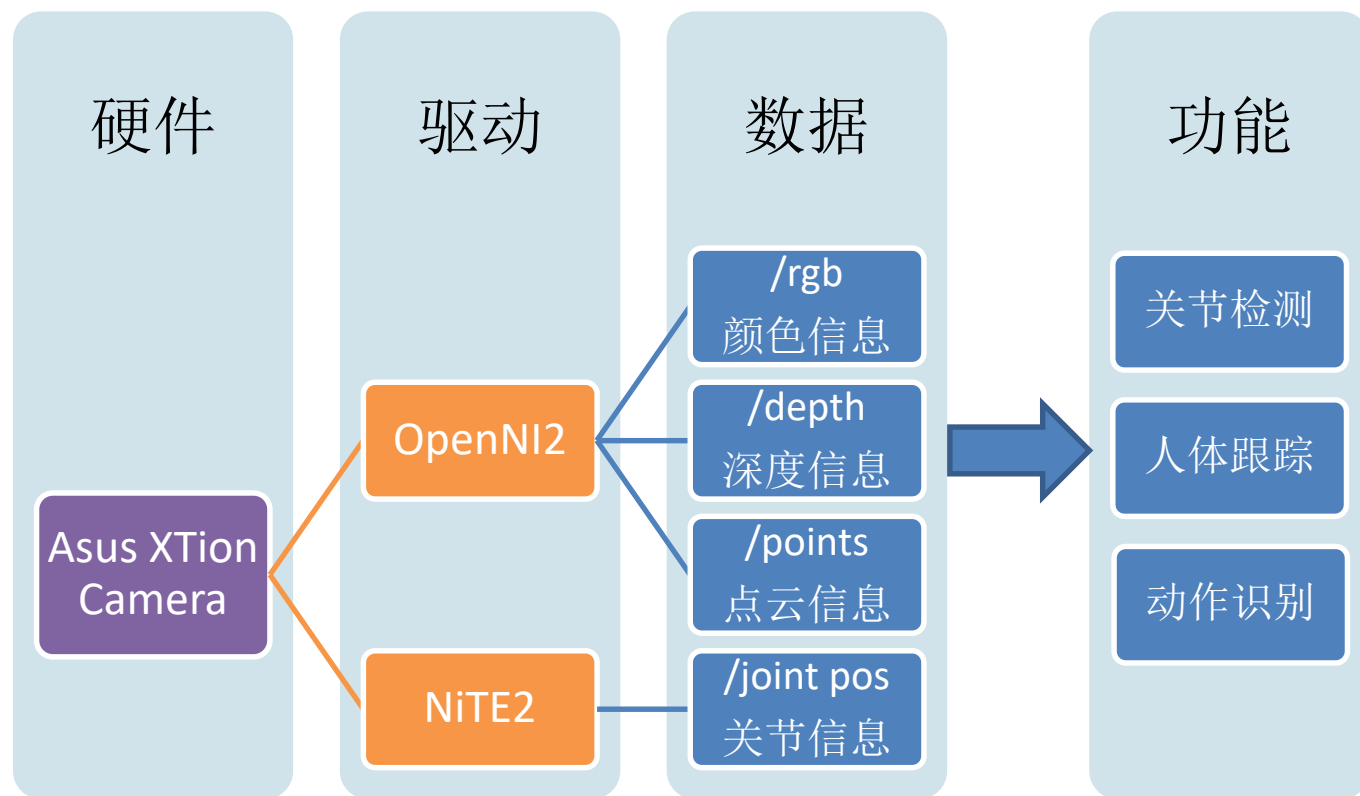 硬件
驱动
数据
功能
Asus XTion
Camera
OpenNI2
NiTE2
/rgb
颜色信息
/depth
深度信息
/points
点云信息
/joint pos
关节信息
关节检测
人体跟踪
动作识别